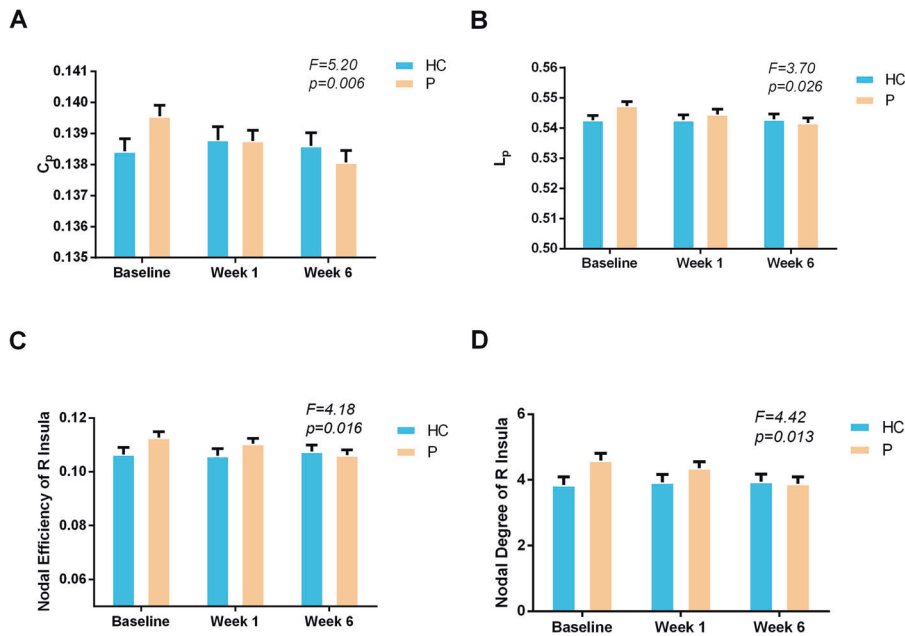 A
F=5.20
p=0.006
HC
P
0.141
0.140
0.139
0.138
0.137
0.136
0.135
Cp
Baseline
Week 1
Week 6
B
F=3.70
p=0.026
HC
P
0.56
0.55
0.54
0.53
0.52
0.51
0.50
Lp
Baseline
Week 1
Week 6
C
F=4.18
p=0.016
HC
P
0.12
0.10
0.08
0.06
Nodal Efficiency of R Insula
Baseline
Week 1
Week 6
D
F=4.42
p=0.013
HC
P
6
4
2
0
Nodal Degree of R Insula
Baseline
Week 1
Week 6